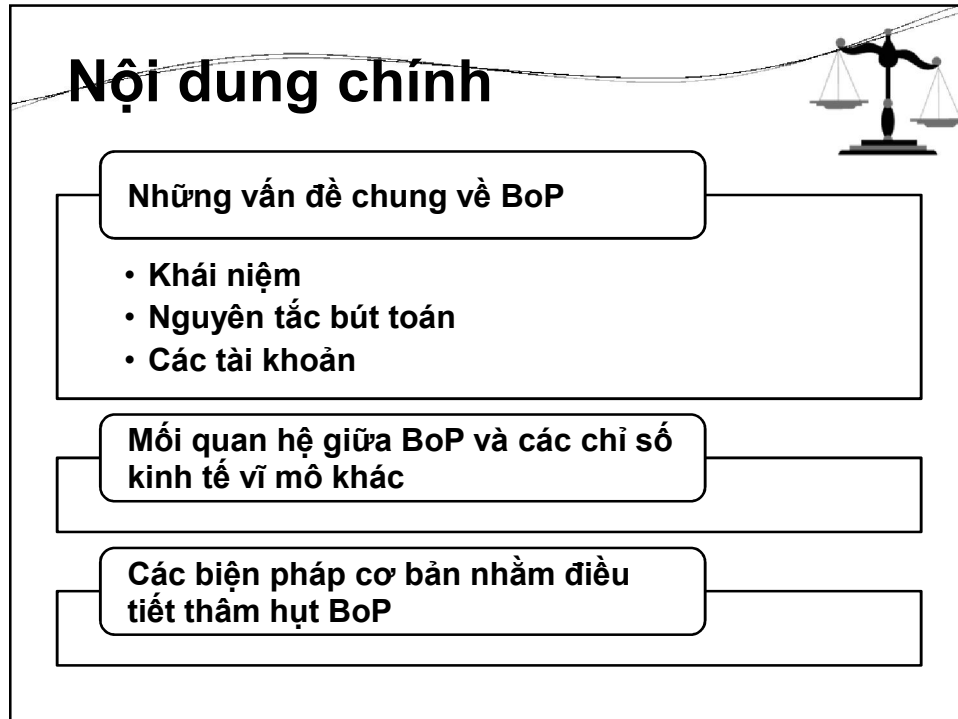 Nội dung chính
Những vấn đề chung về BoP
• Khái niệm
• Nguyên tắc bút toán
• Các tài khoản
Mối quan hệ giữa BoP và các chỉ số
kinh tế vĩ mô khác
Các biện pháp cơ bản nhằm điều
tiết thâm hụt BoP